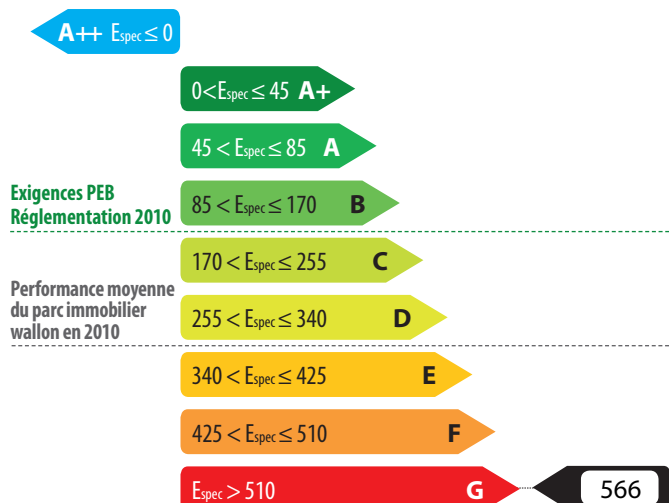 A++ Espec ≤ 0
0<Espec ≤ 45 A+
45 < Espec ≤ 85 A
Exigences PEB
Réglementation 2010
85 < Espec ≤ 170 B
170 < Espec ≤ 255 C
Performance moyenne
du parc immobilier
wallon en 2010
255 < Espec ≤ 340 D
340 < Espec ≤ 425 E
425 < Espec ≤ 510 F
Espec > 510 G 566